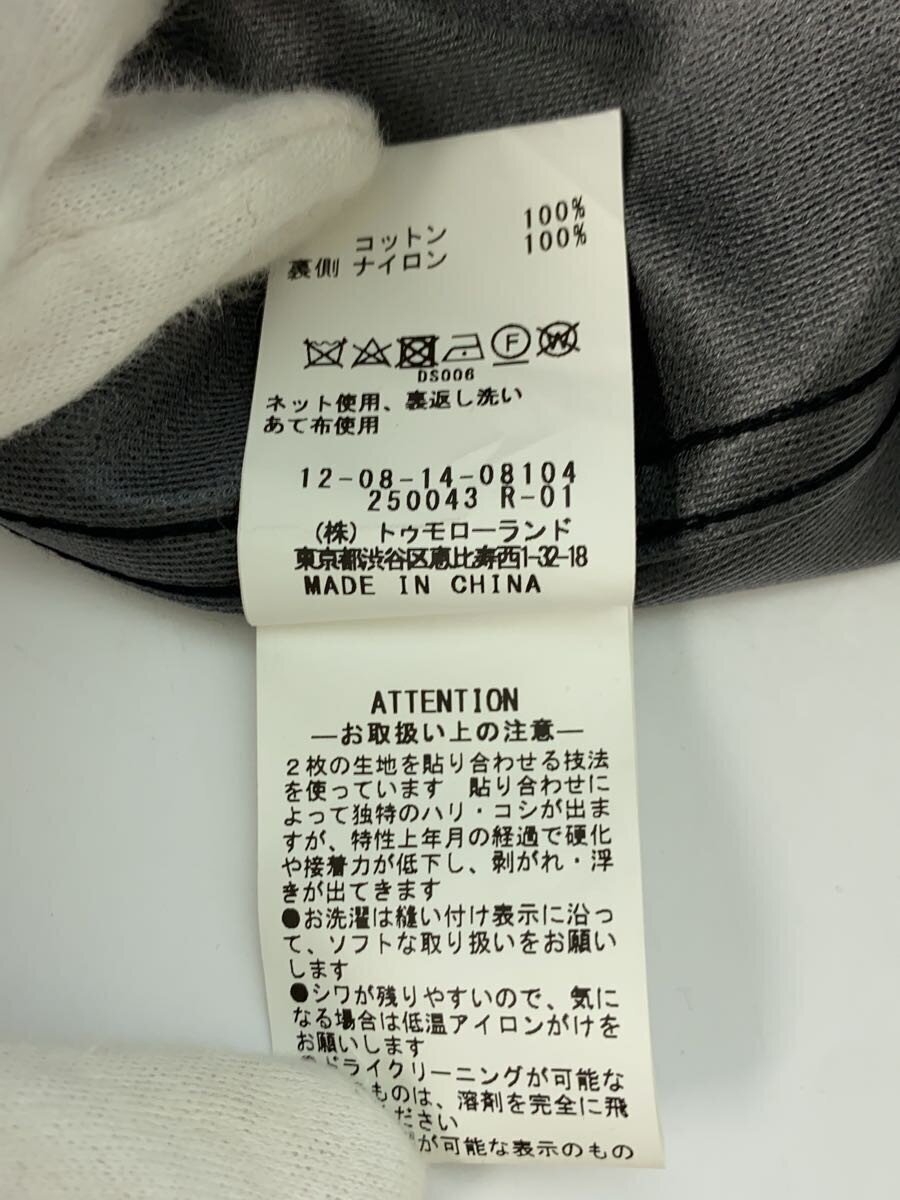 コットン 100%
裏側 ナイロン 100%
F W
DS006
ネット使用、裏返し洗い
あて布使用
12-08-14-08104
250043 R-01
(株)トゥモローランド
東京都渋谷区恵比寿西1-32-18
MADE IN CHINA
ATTENTION
―お取扱い上の注意―
2枚の生地を貼り合わせる技法
を使っています 貼り合わせに
よって独特のハリ・コシが出ま
すが、特性上年月の経過で硬化
や接着力が低下し、剥がれ・浮
きが出てきます
●お洗濯は縫い付け表示に沿っ
て、ソフトな取り扱いをお願い
します
●シワが残りやすいので、気に
なる場合は低温アイロンがけを
お願いします
●ドライクリーニングが可能な
ものは、溶剤を完全に飛
ください
が可能な表示のもの